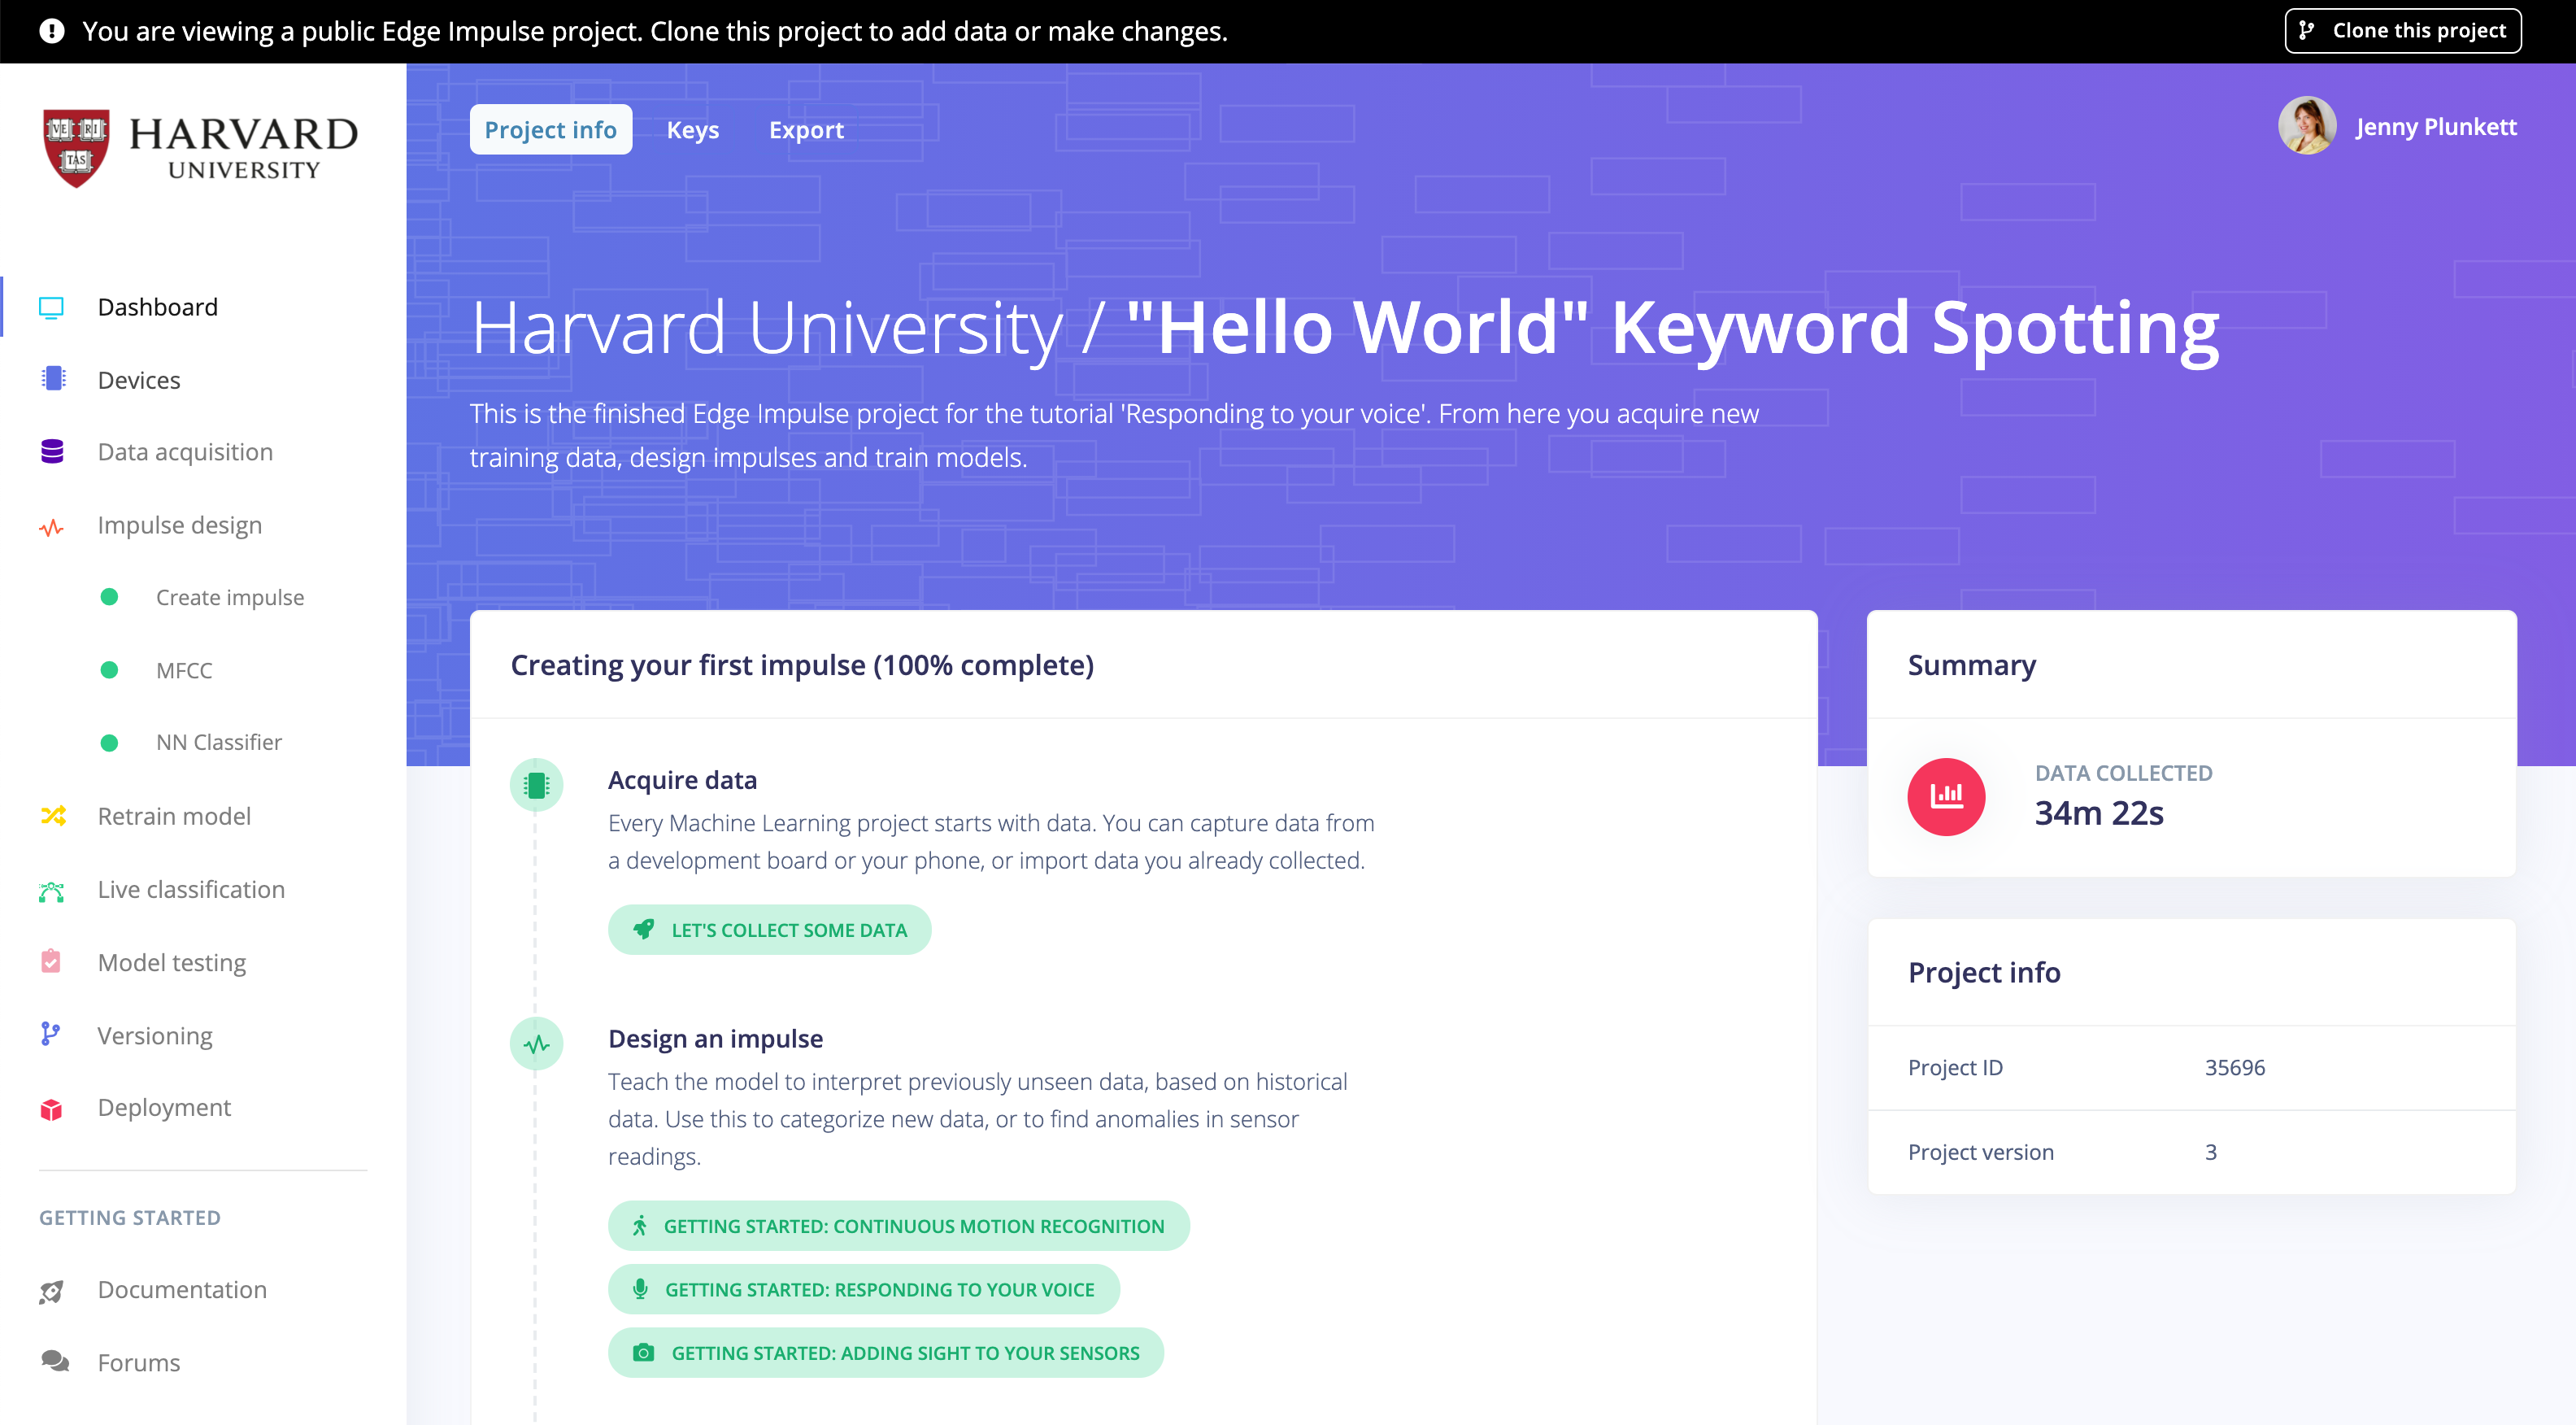 You are viewing a public Edge Impulse project. Clone this project to add data or make changes.
Clone this project
VE RI
TAS
HARVARD
UNIVERSITY
Project info
Keys
Export
Jenny Plunkett
Dashboard
Devices
Data acquisition
Impulse design
Create impulse
MFCC
NN Classifier
Retrain model
Live classification
Model testing
Versioning
Deployment
GETTING STARTED
Documentation
Forums
Harvard University / "Hello World" Keyword Spotting
This is the finished Edge Impulse project for the tutorial 'Responding to your voice'. From here you acquire new
training data, design impulses and train models.
Creating your first impulse (100% complete)
Acquire data
Every Machine Learning project starts with data. You can capture data from
a development board or your phone, or import data you already collected.
LET'S COLLECT SOME DATA
Design an impulse
Teach the model to interpret previously unseen data, based on historical
data. Use this to categorize new data, or to find anomalies in sensor
readings.
GETTING STARTED: CONTINUOUS MOTION RECOGNITION
GETTING STARTED: RESPONDING TO YOUR VOICE
GETTING STARTED: ADDING SIGHT TO YOUR SENSORS
Summary
DATA COLLECTED
34m 22s
Project info
Project ID 35696
Project version 3